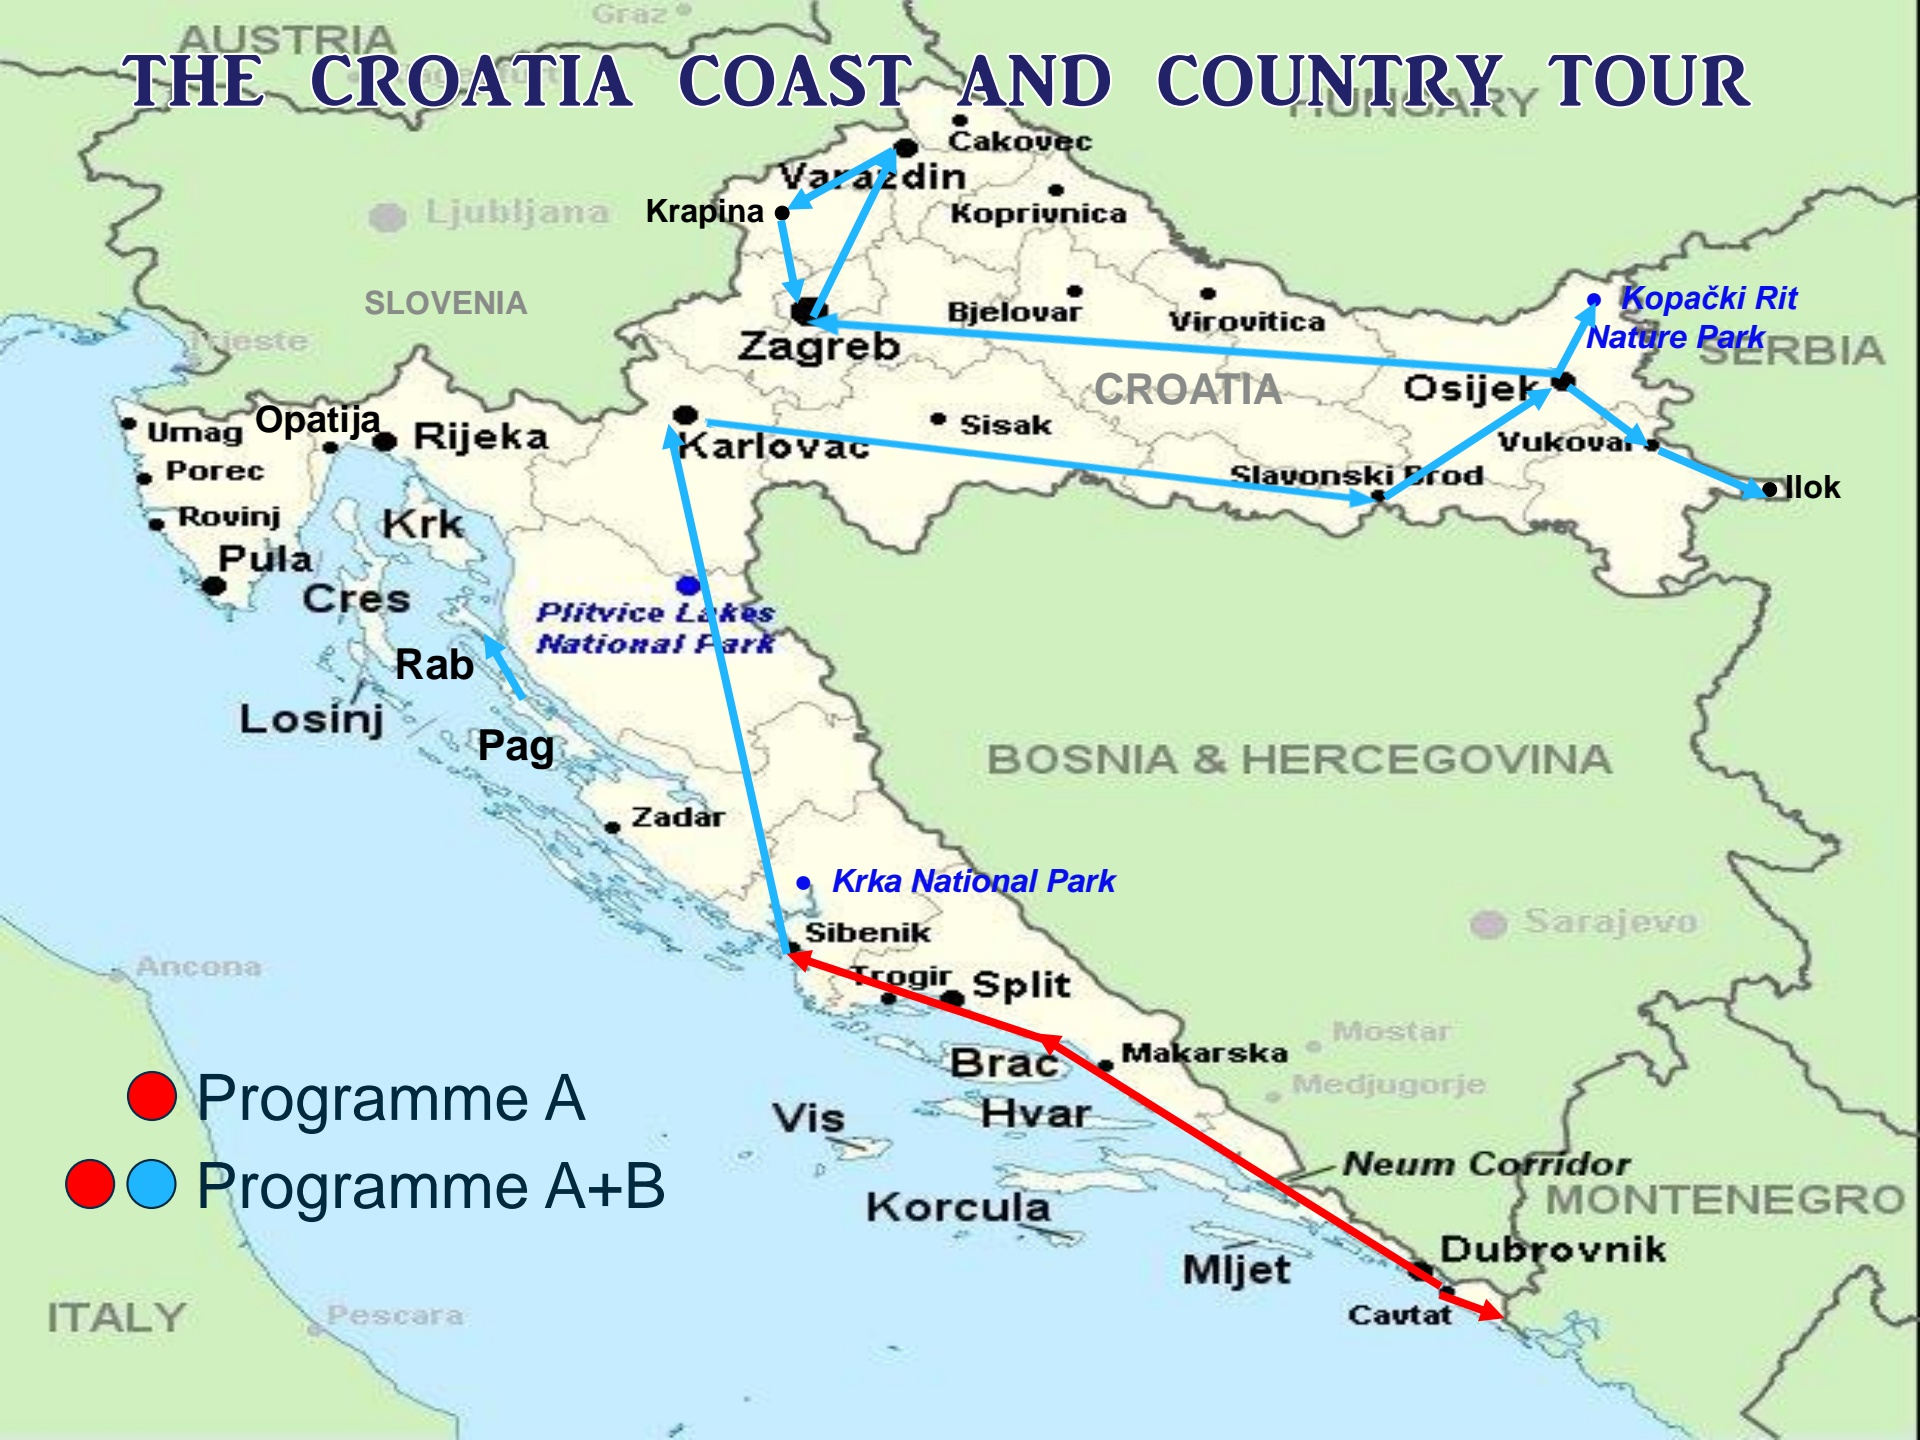 Graz
AUSTRIA
THE CROATIA COAST AND COUNTRY TOUR
HUNGARY
Cakovec
Varazdin
Krapina
Koprivnica
Ljubljana
SLOVENIA
Kopački Rit
Nature Park
Bjelovar
Virovitica
Trieste
Zagreb
SERBIA
CROATIA
Osijek
Opatija
Umag
Rijeka
Karlovac
Sisak
Vukovar
Porec
Slavonski Brod
Ilok
Rovinj
Krk
Pula
Cres
Plitvice Lakes
National Park
Rab
Losinj
Pag
BOSNIA & HERCEGOVINA
Zadar
Krka National Park
Sibenik
Sarajevo
Ancona
Trogir
Split
Mostar
Brac
Makarska
Medjugorje
Programme A
Vis
Hvar
Neum Corridor
Programme A+B
Korcula
MONTENEGRO
Dubrovnik
Mljet
ITALY
Pescara
Cavtat